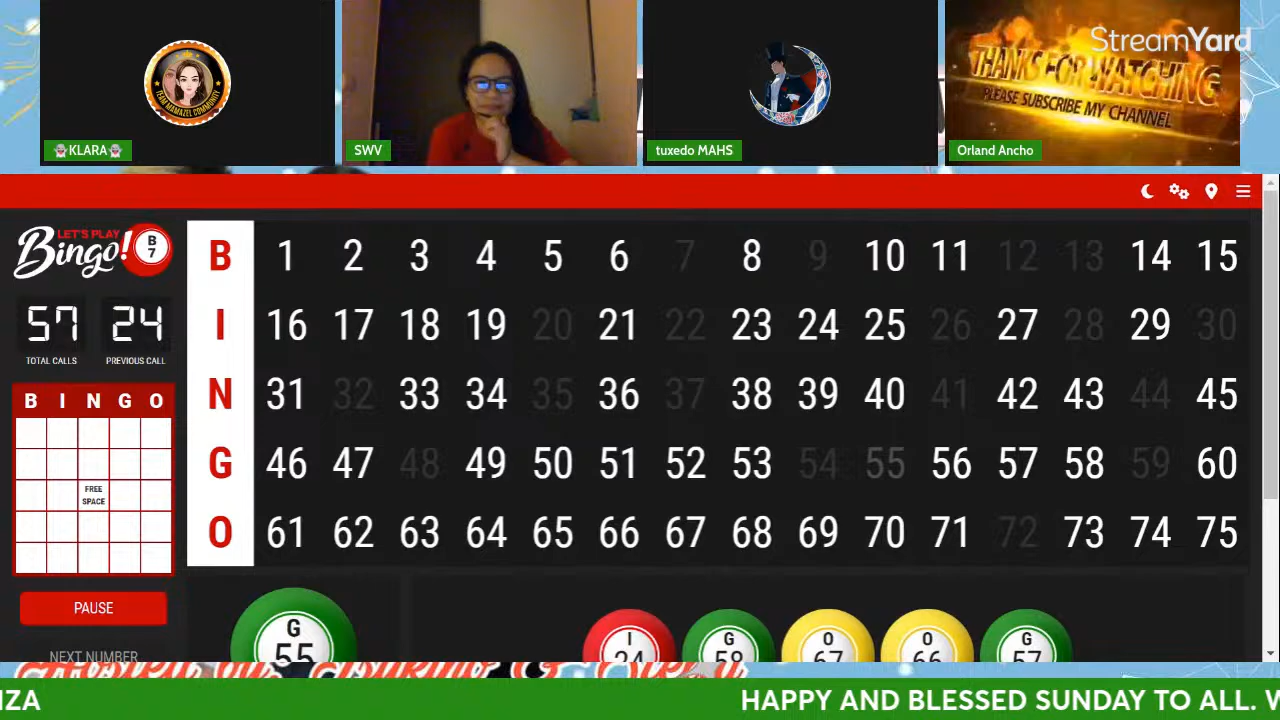 StreamYard
TEAM MAMAZEL COMMUNITY
THANKS FOR WATCHING
PLEASE SUBSCRIBE MY CHANNEL
👻KLARA👻
SWV
tuxedo MAHS
Orland Ancho
LET'S PLAY
Bingo!
B
7
57
24
TOTAL CALLS
PREVIOUS CALL
B I N G O
FREE
SPACE
PAUSE
NEXT NUMBER
B 1 2 3 4 5 6 7 8 9 10 11 12 13 14 15
I 16 17 18 19 20 21 22 23 24 25 26 27 28 29 30
N 31 32 33 34 35 36 37 38 39 40 41 42 43 44 45
G 46 47 48 49 50 51 52 53 54 55 56 57 58 59 60
O 61 62 63 64 65 66 67 68 69 70 71 72 73 74 75
G
55
I
24
G
58
O
67
O
66
G
57
NZA
HAPPY AND BLESSED SUNDAY TO ALL. W